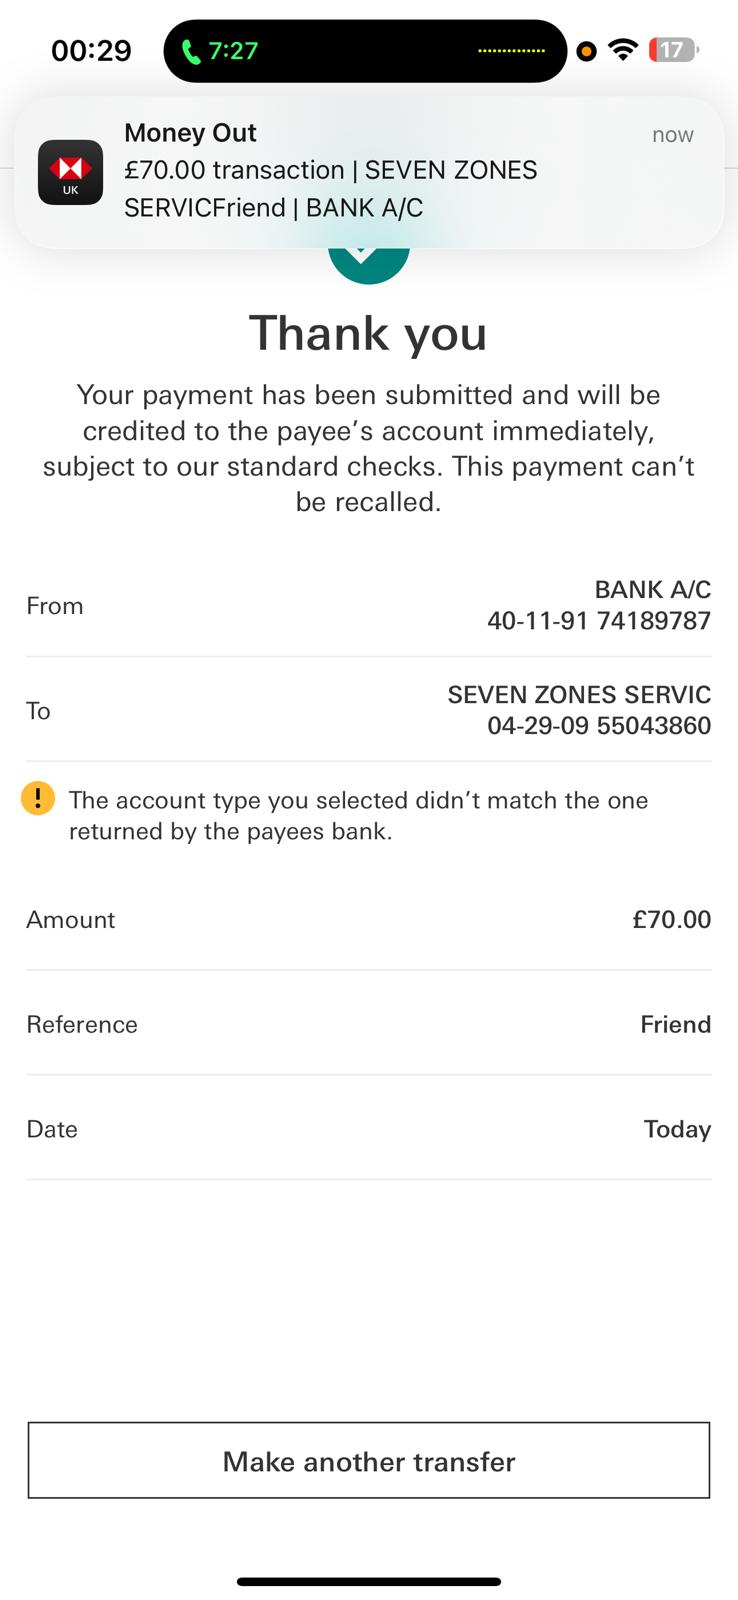 00:29
7:27
17
Money Out
now
£70.00 transaction | SEVEN ZONES
SERVICFriend | BANK A/C
UK
Thank you
Your payment has been submitted and will be
credited to the payee’s account immediately,
subject to our standard checks. This payment can’t
be recalled.
From
BANK A/C
40-11-91 74189787
To
SEVEN ZONES SERVIC
04-29-09 55043860
! The account type you selected didn’t match the one
returned by the payees bank.
Amount
£70.00
Reference
Friend
Date
Today
Make another transfer